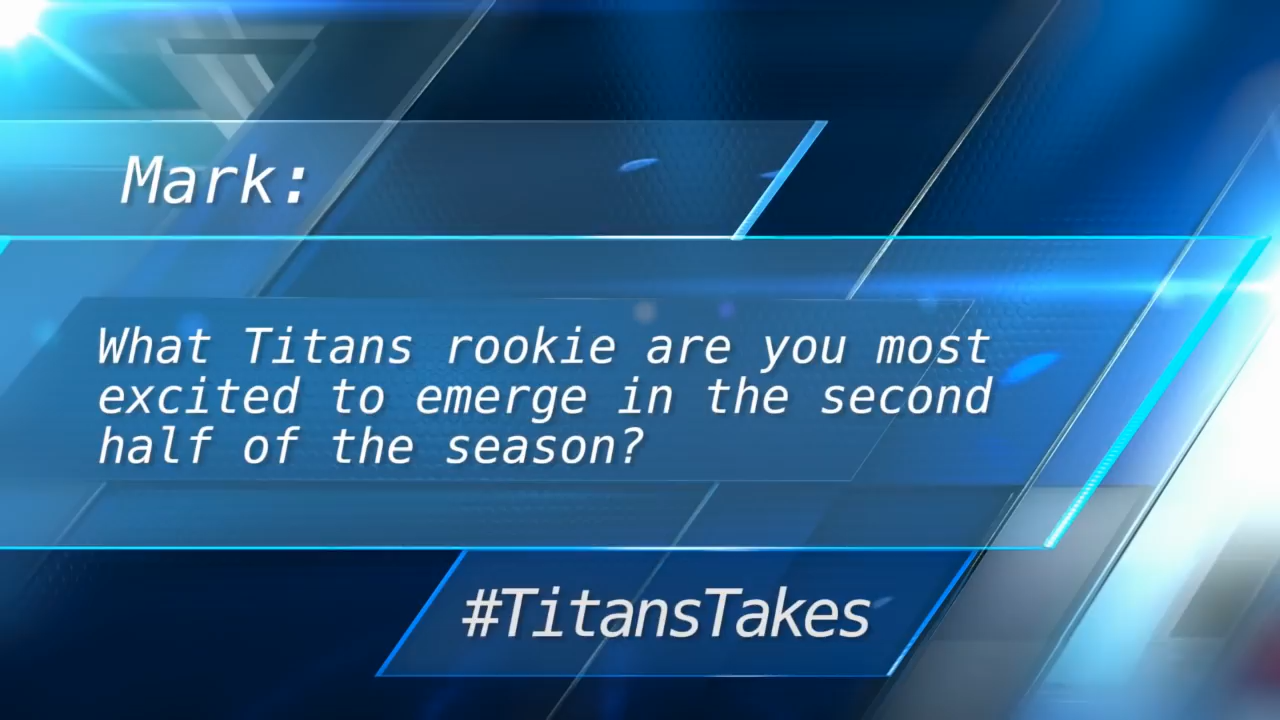 Mark:
What Titans rookie are you most
excited to emerge in the second
half of the season?
#TitansTakes